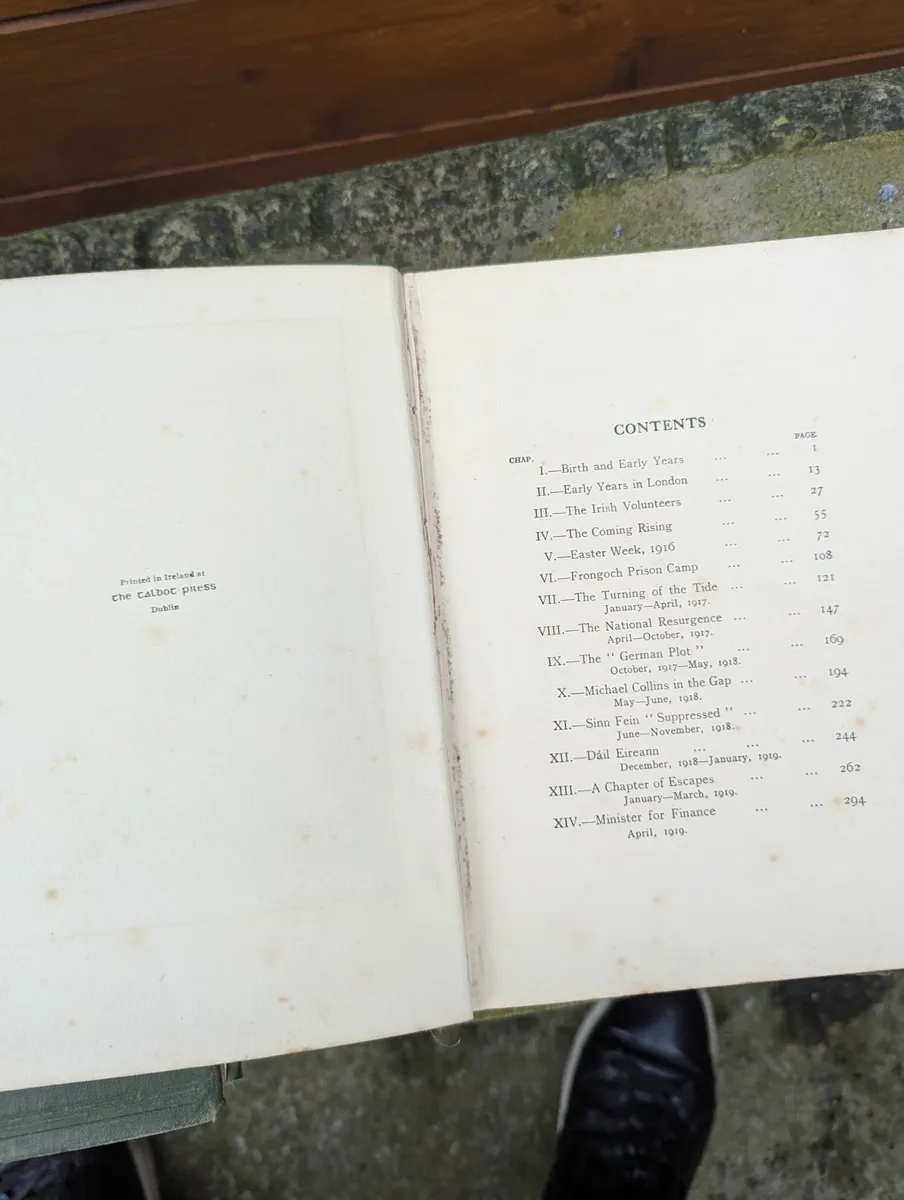 Printed in Ireland at
The Talbot Press
Dublin
CONTENTS
CHAP. PAGE
I.—Birth and Early Years ... ... 1
II.—Early Years in London ... ... 13
III.—The Irish Volunteers ... ... 27
IV.—The Coming Rising ... ... 55
V.—Easter Week, 1916 ... ... 72
VI.—Frongoch Prison Camp ... ... 108
VII.—The Turning of the Tide ... ... 121
January—April, 1917.
VIII.—The National Resurgence ... ... 147
April—October, 1917.
IX.—The “ German Plot ” ... ... 169
October, 1917—May, 1918.
X.—Michael Collins in the Gap ... ... 194
May—June, 1918.
XI.—Sinn Fein “ Suppressed ” ... ... 222
June—November, 1918.
XII.—Dáil Eireann ... ... ... 244
December, 1918—January, 1919.
XIII.—A Chapter of Escapes ... ... 262
January—March, 1919.
XIV.—Minister for Finance ... ... 294
April, 1919.